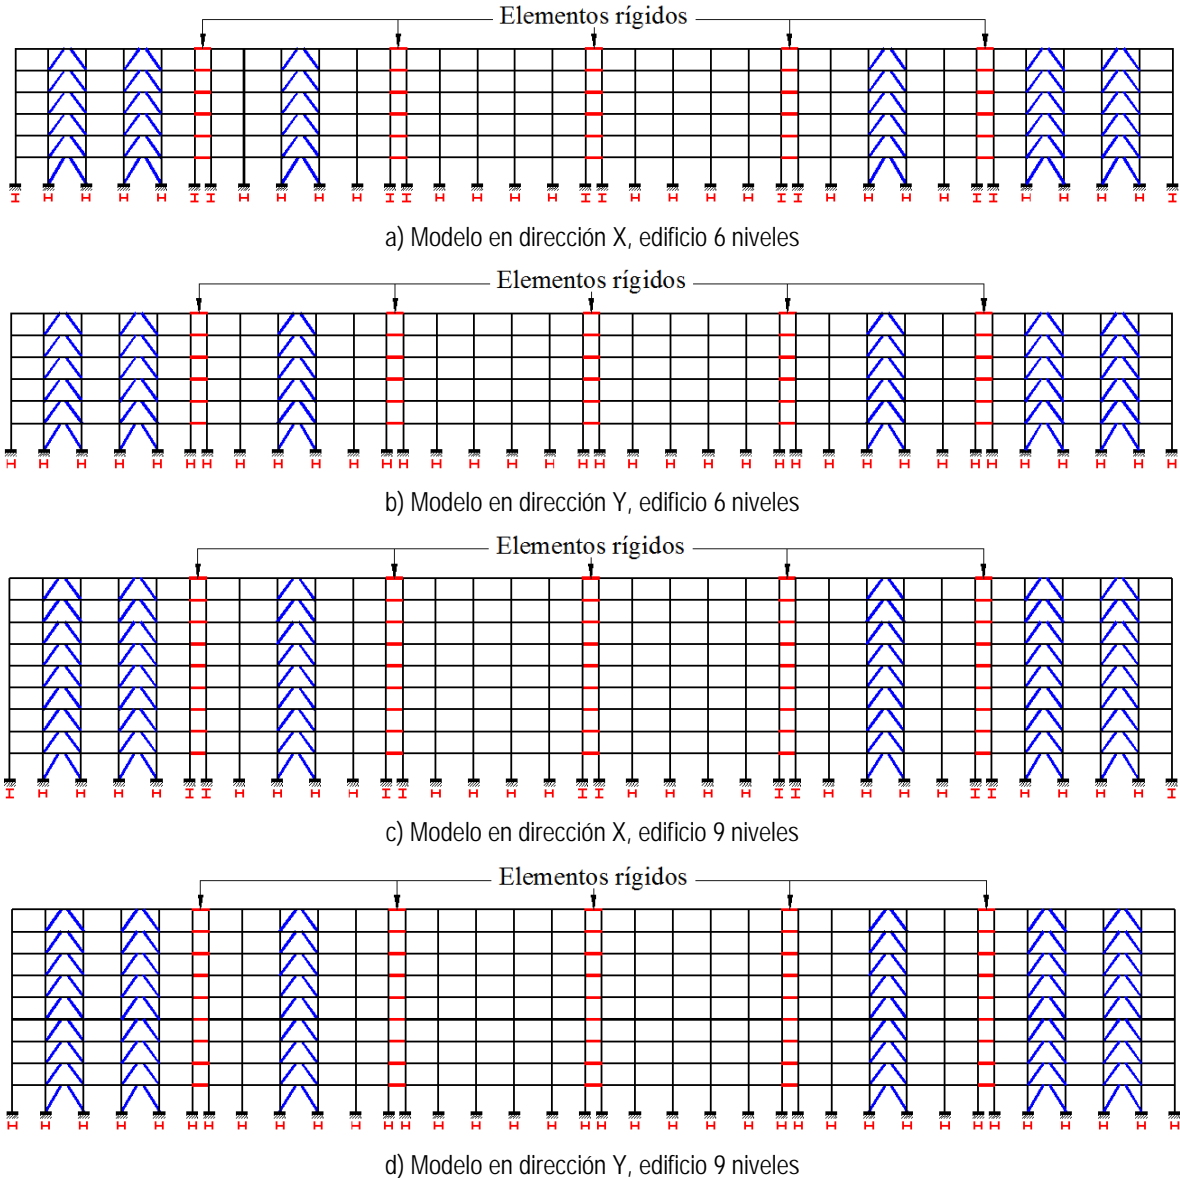 Elementos rígidos
a) Modelo en dirección X, edificio 6 niveles
Elementos rígidos
b) Modelo en dirección Y, edificio 6 niveles
Elementos rígidos
c) Modelo en dirección X, edificio 9 niveles
Elementos rígidos
d) Modelo en dirección Y, edificio 9 niveles